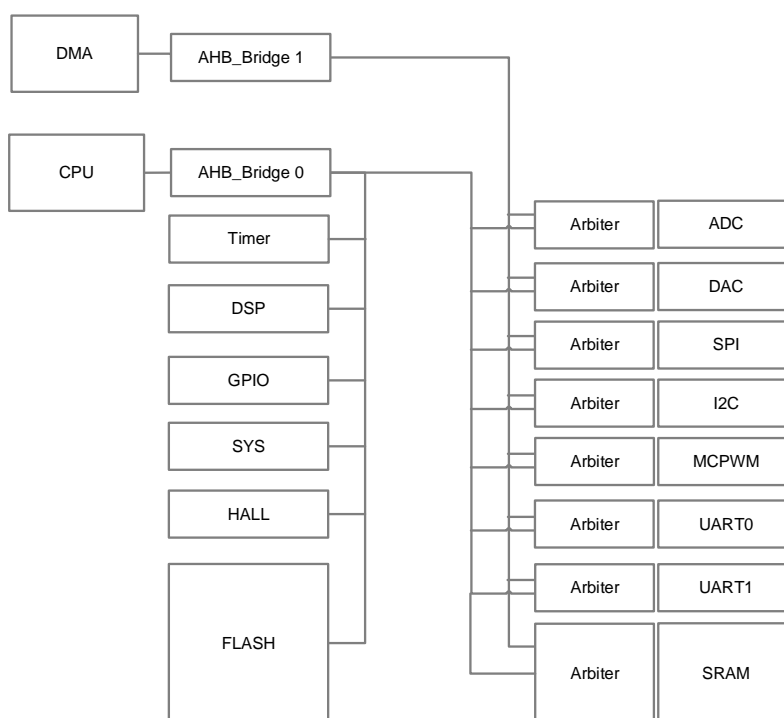 DMA
AHB_Bridge 1
CPU
AHB_Bridge 0
Timer
DSP
GPIO
SYS
HALL
FLASH
Arbiter
ADC
Arbiter
DAC
Arbiter
SPI
Arbiter
I2C
Arbiter
MCPWM
Arbiter
UART0
Arbiter
UART1
Arbiter
SRAM